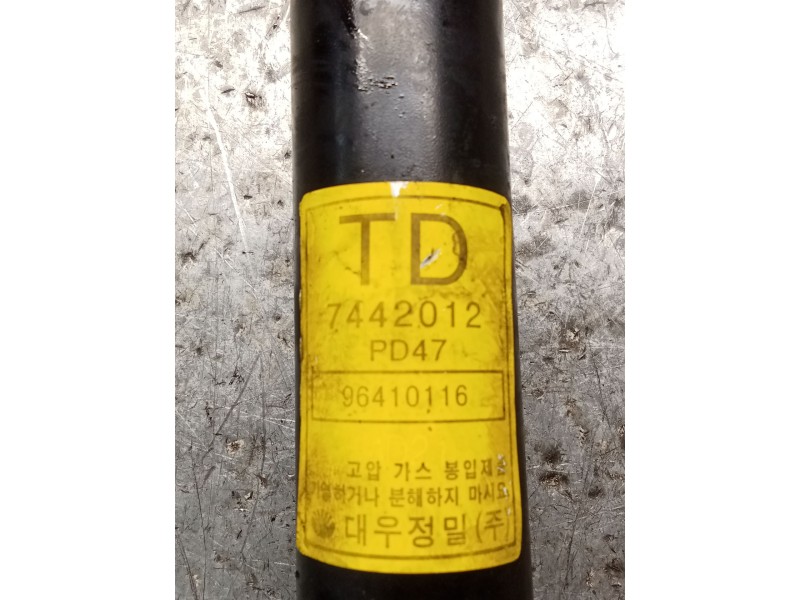 TD
7442012
PD47
96410116
고압 가스 봉입제품
가열하거나 분해하지 마시오
대우정밀(주)